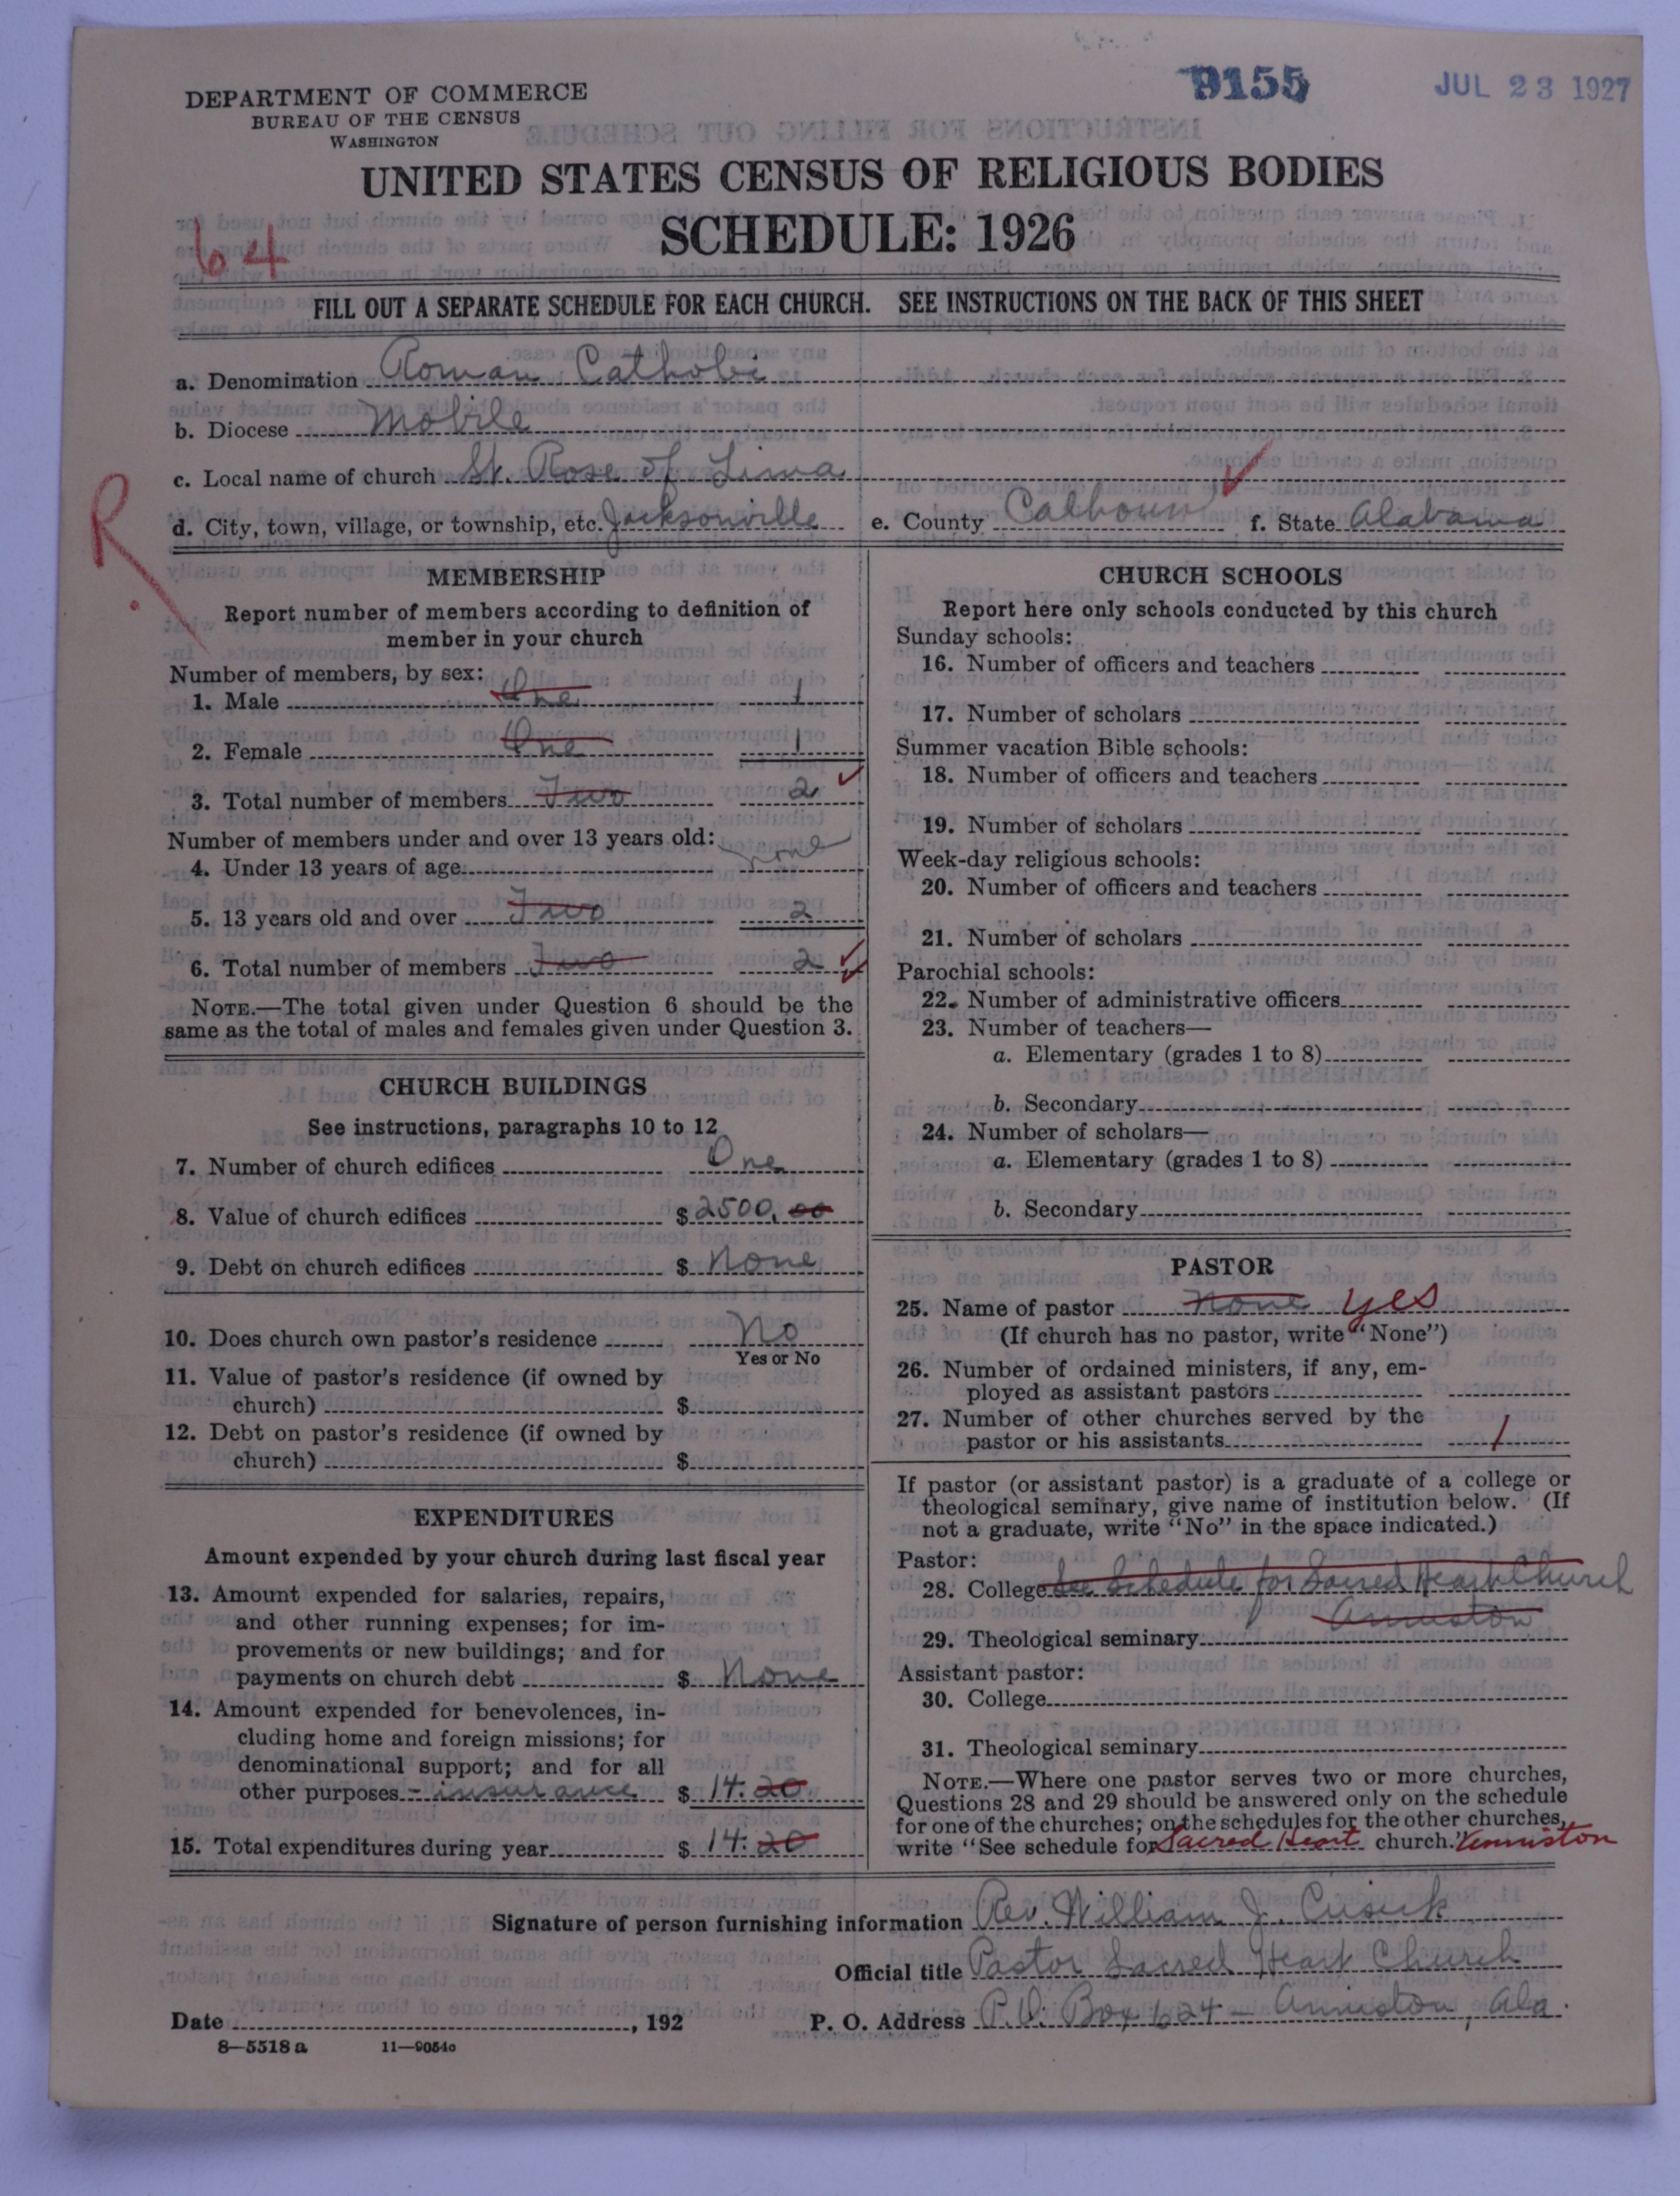 9155
JUL 23 1927
DEPARTMENT OF COMMERCE
BUREAU OF THE CENSUS
WASHINGTON
UNITED STATES CENSUS OF RELIGIOUS BODIES
SCHEDULE: 1926
64
FILL OUT A SEPARATE SCHEDULE FOR EACH CHURCH. SEE INSTRUCTIONS ON THE BACK OF THIS SHEET
a. Denomination Roman Catholic
b. Diocese Mobile
c. Local name of church St. Rose of Lima
R.
d. City, town, village, or township, etc. Jacksonville e. County Calhoun f. State Alabama
MEMBERSHIP
Report number of members according to definition of
member in your church
Number of members, by sex:
1. Male One 1
2. Female One 1
3. Total number of members Two 2
Number of members under and over 13 years old:
4. Under 13 years of age none
5. 13 years old and over Two 2
6. Total number of members Two 2
NOTE.—The total given under Question 6 should be the
same as the total of males and females given under Question 3.
CHURCH BUILDINGS
See instructions, paragraphs 10 to 12
7. Number of church edifices One
8. Value of church edifices $2500.00
9. Debt on church edifices $ None
10. Does church own pastor's residence No
Yes or No
11. Value of pastor's residence (if owned by
church) $
12. Debt on pastor's residence (if owned by
church) $
EXPENDITURES
Amount expended by your church during last fiscal year
13. Amount expended for salaries, repairs,
and other running expenses; for im-
provements or new buildings; and for
payments on church debt $ None
14. Amount expended for benevolences, in-
cluding home and foreign missions; for
denominational support; and for all
other purposes - insurance $ 14.20
15. Total expenditures during year $ 14.20
CHURCH SCHOOLS
Report here only schools conducted by this church
Sunday schools:
16. Number of officers and teachers
17. Number of scholars
Summer vacation Bible schools:
18. Number of officers and teachers
19. Number of scholars
Week-day religious schools:
20. Number of officers and teachers
21. Number of scholars
Parochial schools:
22. Number of administrative officers
23. Number of teachers—
a. Elementary (grades 1 to 8)
b. Secondary
24. Number of scholars—
a. Elementary (grades 1 to 8)
b. Secondary
PASTOR
25. Name of pastor None yes
(If church has no pastor, write "None")
26. Number of ordained ministers, if any, em-
ployed as assistant pastors
27. Number of other churches served by the
pastor or his assistants 1
If pastor (or assistant pastor) is a graduate of a college or
theological seminary, give name of institution below. (If
not a graduate, write "No" in the space indicated.)
Pastor:
28. College See Schedule for Sacred Heart Church
Anniston
29. Theological seminary
Assistant pastor:
30. College
31. Theological seminary
NOTE.—Where one pastor serves two or more churches,
Questions 28 and 29 should be answered only on the schedule
for one of the churches; on the schedules for the other churches,
write "See schedule for Sacred Heart church." Anniston
Signature of person furnishing information Rev. William J. Cusick
Official title Pastor Sacred Heart Church
Date , 192 P. O. Address P.O. Box 624 - Anniston, Ala.
8—5518 a 11—9054c